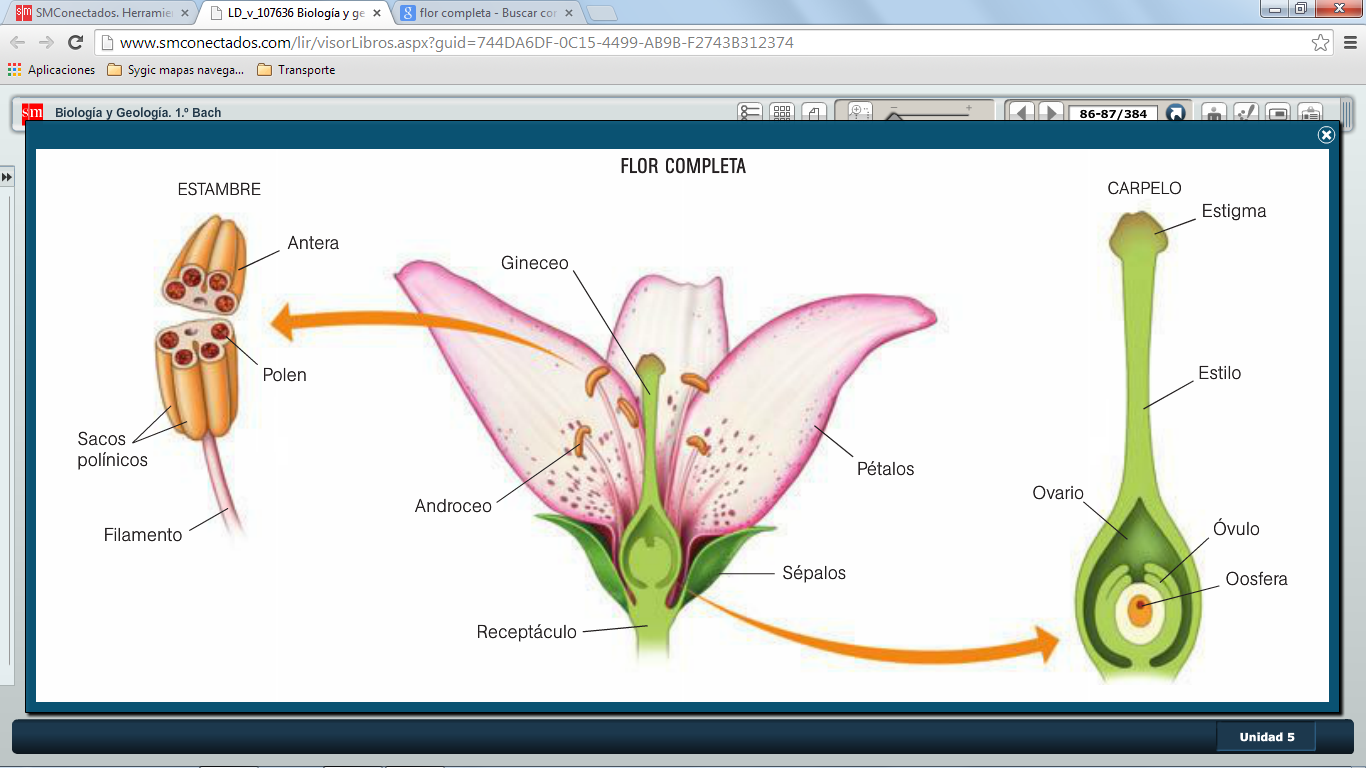 SMConectados. Herramie
LD_v_107636 Biología y ge
flor completa - Buscar con
www.smconectados.com/lir/visorLibros.aspx?guid=744DA6DF-0C15-4499-AB9B-F2743B312374
Aplicaciones
Sygic mapas navega...
Transporte
sm
Biología y Geología. 1.º Bach
86-87/384
FLOR COMPLETA
ESTAMBRE
CARPELO
Estigma
Antera
Gineceo
Polen
Estilo
Sacos
polínicos
Pétalos
Androceo
Ovario
Filamento
Óvulo
Sépalos
Oosfera
Receptáculo
Unidad 5